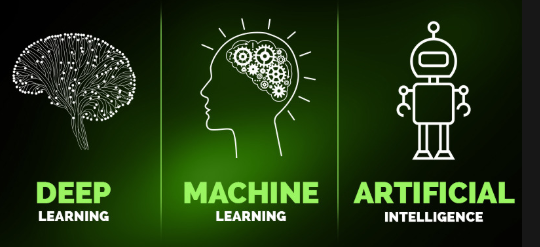 DEEP
LEARNING
MACHINE
LEARNING
ARTIFICIAL
INTELLIGENCE